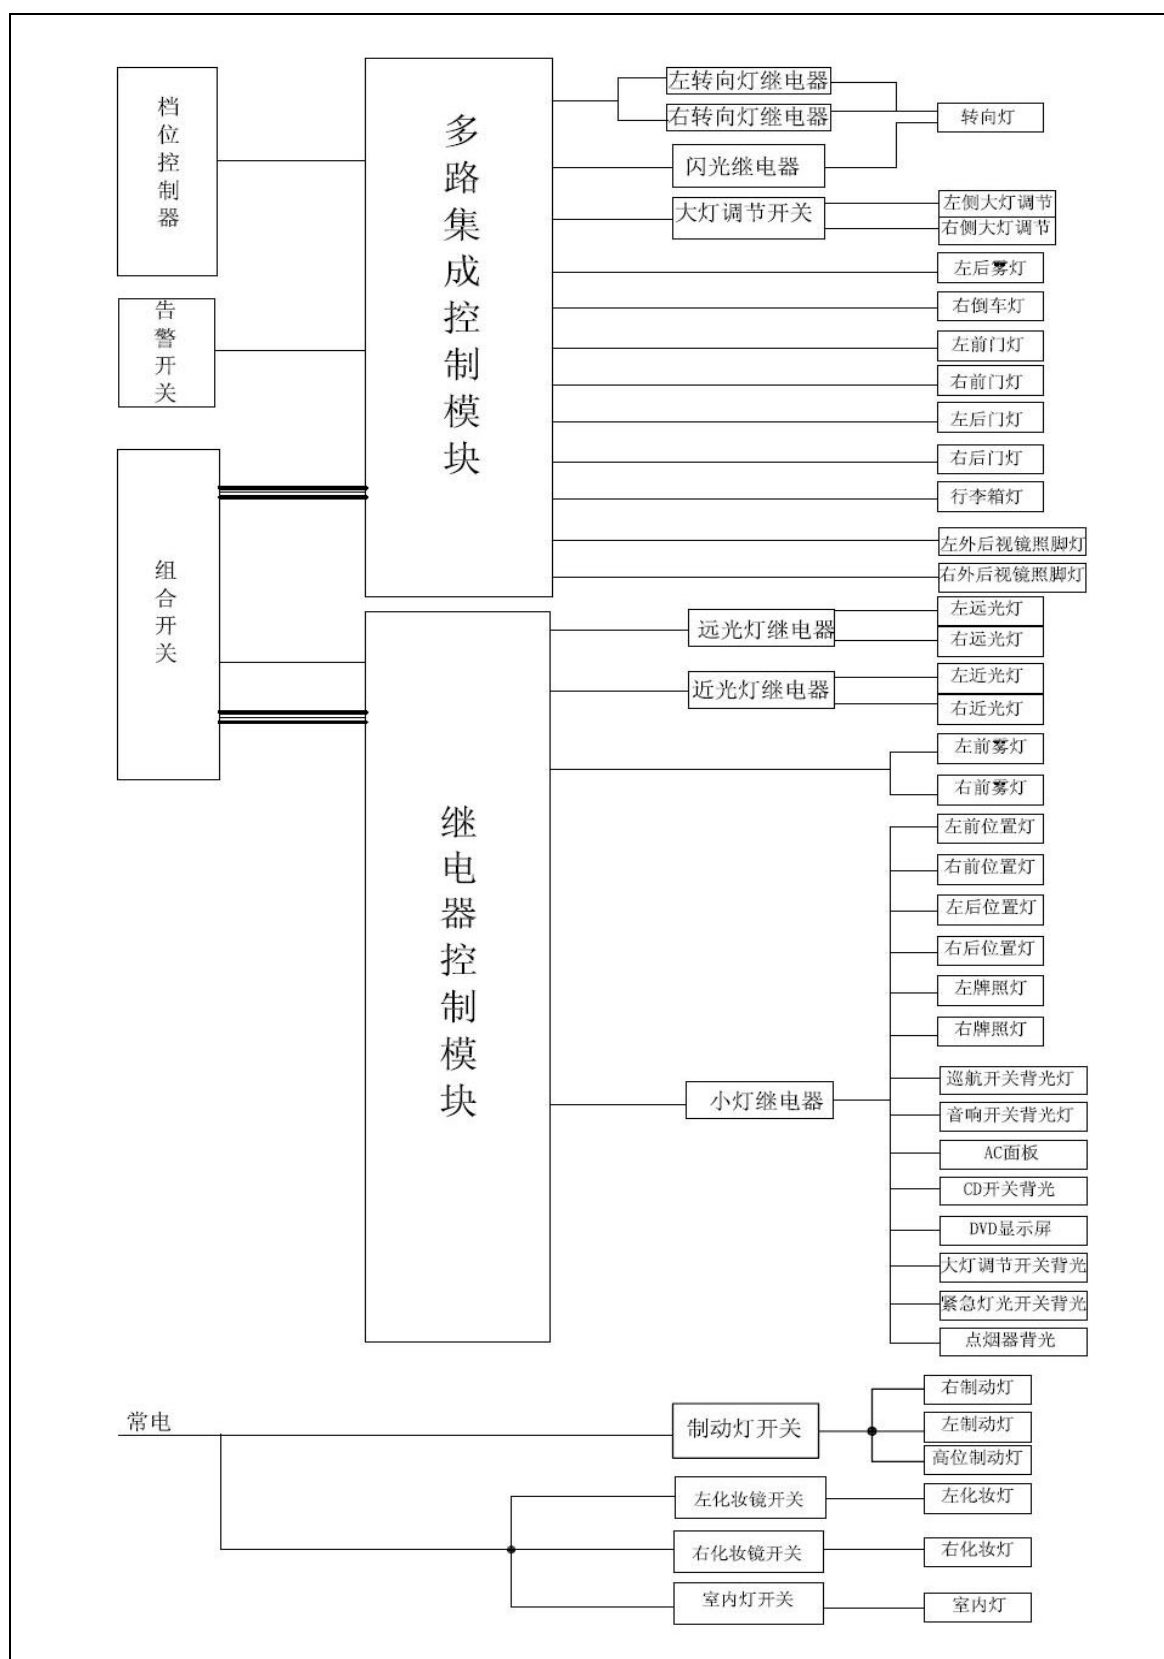 档位控制器
告警开关
组合开关
多路集成控制模块
继电器控制模块
左转向灯继电器
右转向灯继电器
闪光继电器
大灯调节开关
转向灯
左侧大灯调节
右侧大灯调节
左后雾灯
右倒车灯
左前门灯
右前门灯
左后门灯
右后门灯
行李箱灯
左外后视镜照脚灯
右外后视镜照脚灯
远光灯继电器
左远光灯
右远光灯
近光灯继电器
左近光灯
右近光灯
左前雾灯
右前雾灯
小灯继电器
左前位置灯
右前位置灯
左后位置灯
右后位置灯
左牌照灯
右牌照灯
巡航开关背光灯
音响开关背光灯
AC面板
CD开关背光
DVD显示屏
大灯调节开关背光
紧急灯光开关背光
点烟器背光
常电
制动灯开关
右制动灯
左制动灯
高位制动灯
左化妆镜开关
左化妆灯
右化妆镜开关
右化妆灯
室内灯开关
室内灯